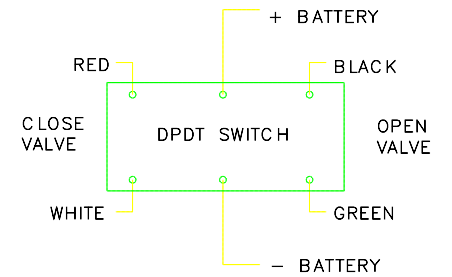 + BATTERY
RED
BLACK
CLOSE
VALVE
DPDT SWITCH
OPEN
VALVE
WHITE
GREEN
− BATTERY